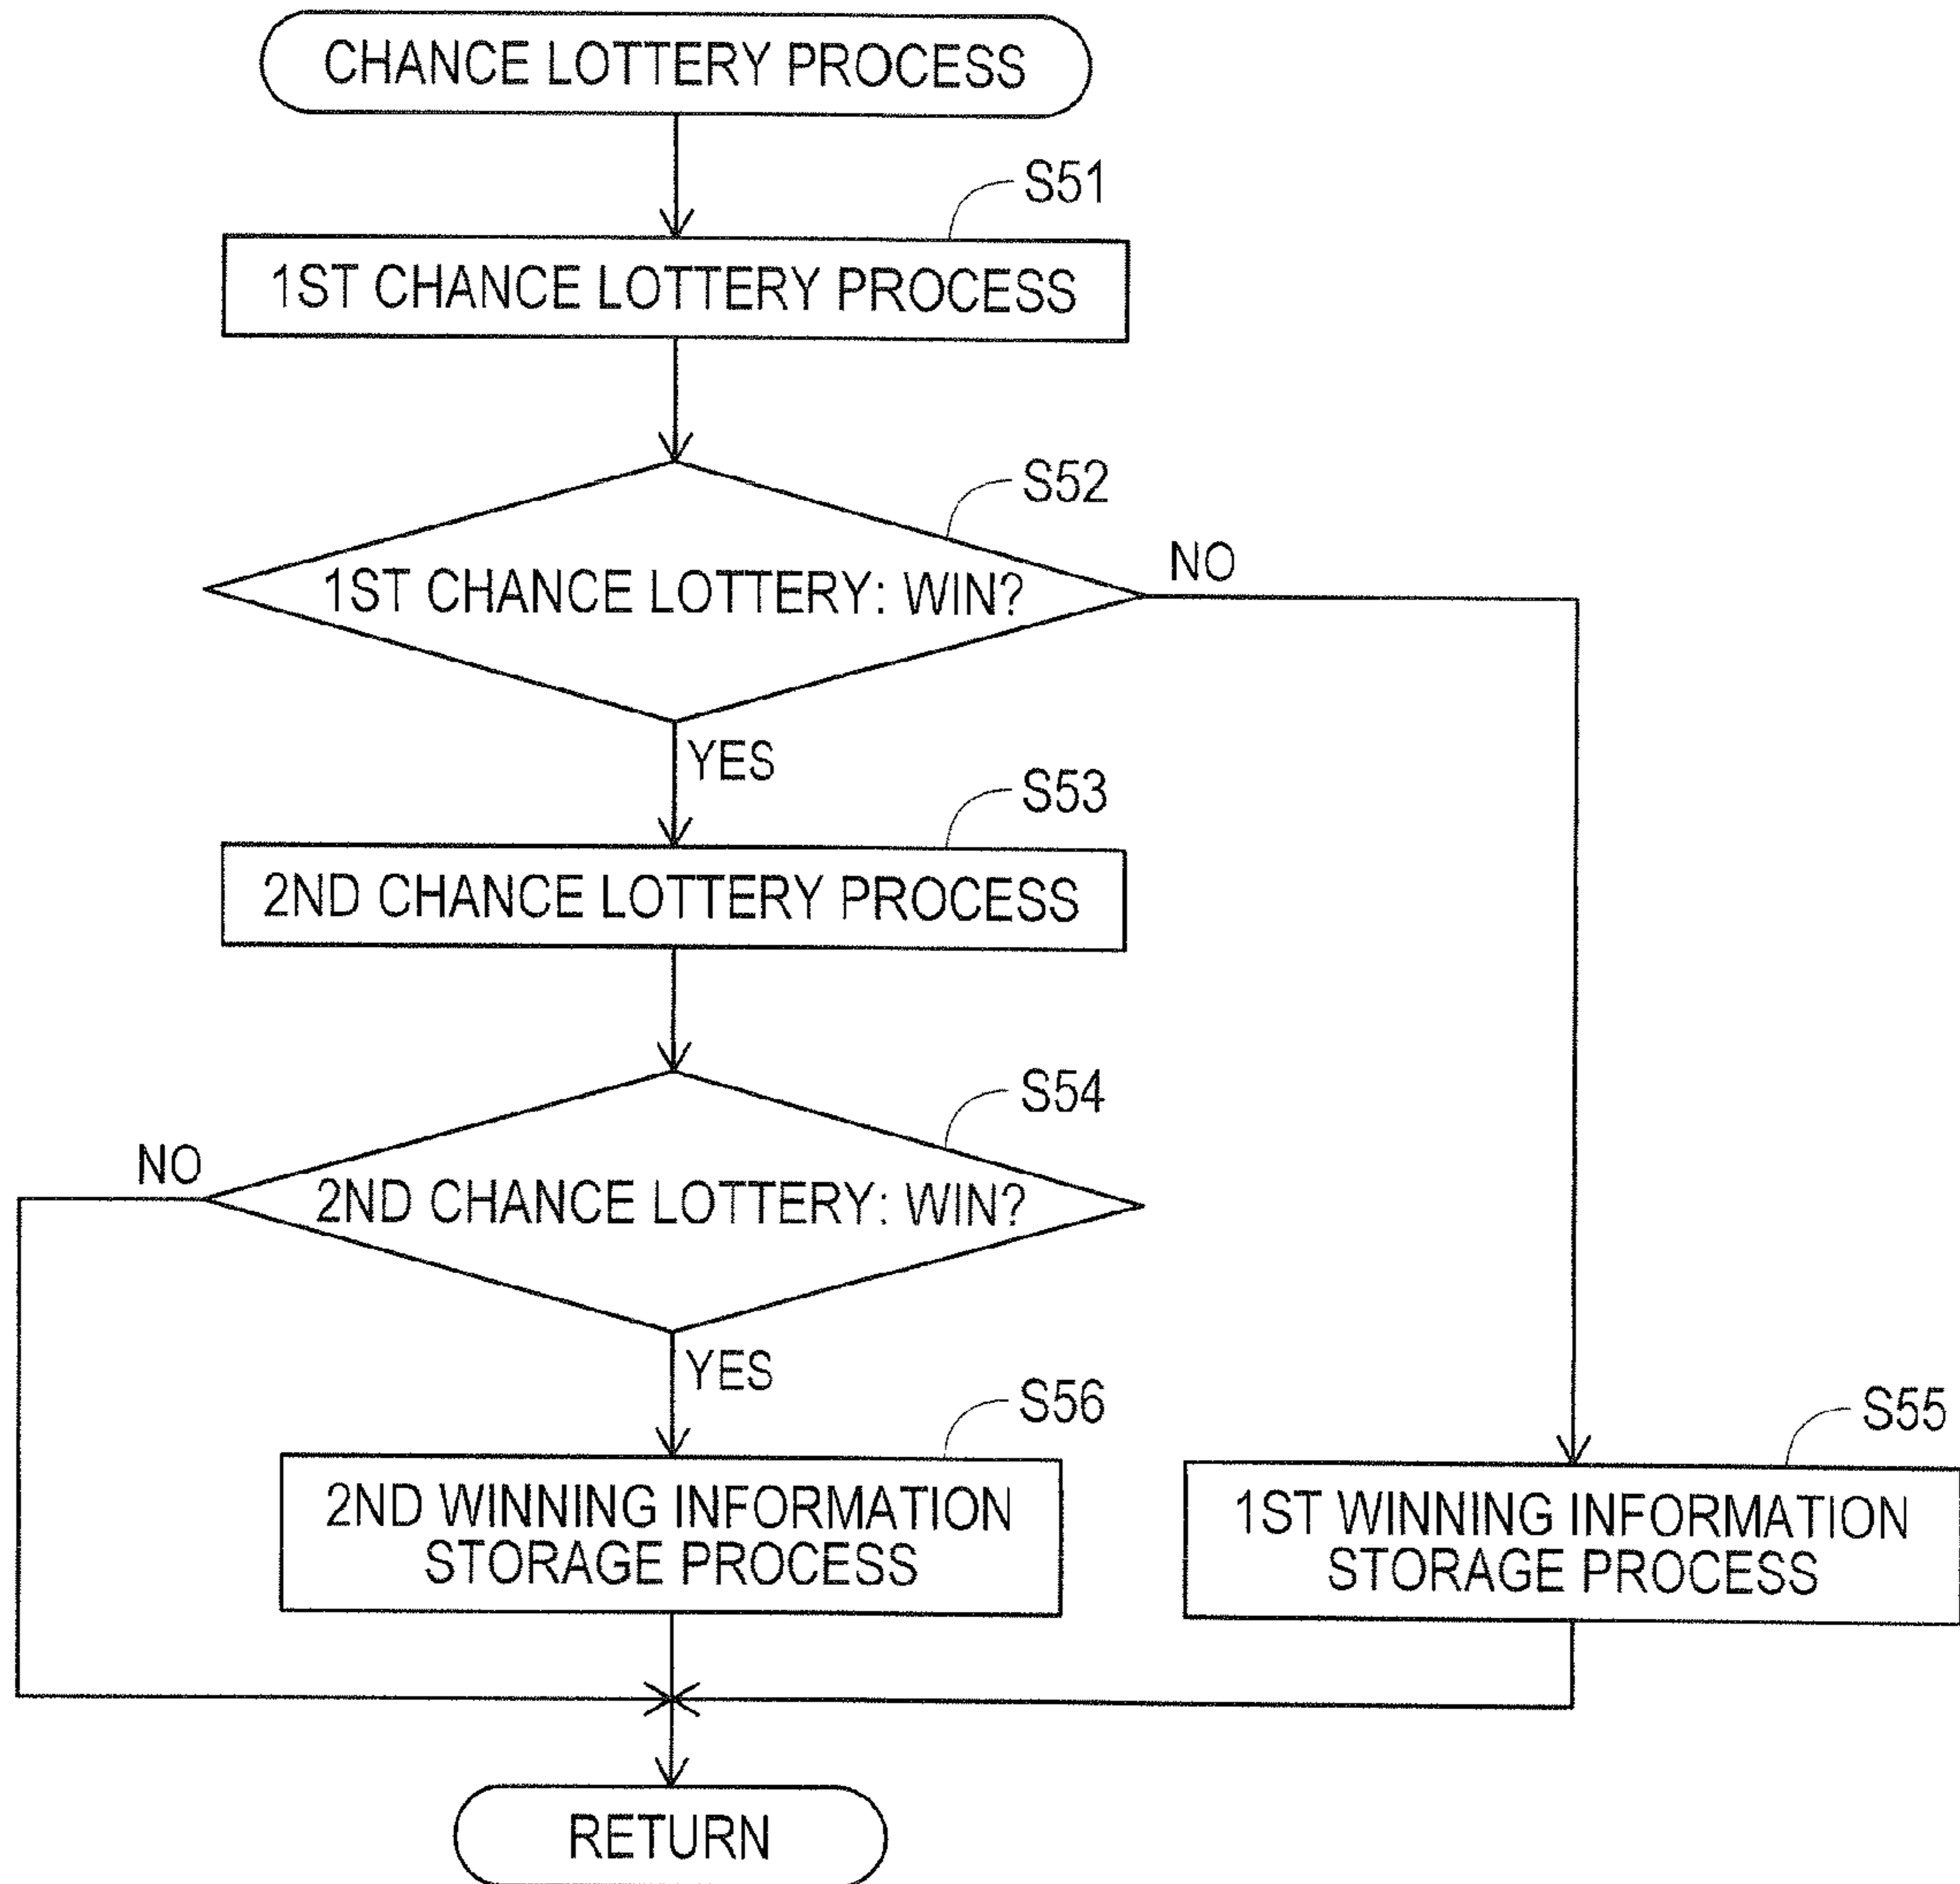 CHANCE LOTTERY PROCESS
S51
1ST CHANCE LOTTERY PROCESS
S52
1ST CHANCE LOTTERY: WIN?
NO
YES
S53
2ND CHANCE LOTTERY PROCESS
S54
NO
2ND CHANCE LOTTERY: WIN?
YES
S56
2ND WINNING INFORMATION
STORAGE PROCESS
S55
1ST WINNING INFORMATION
STORAGE PROCESS
RETURN